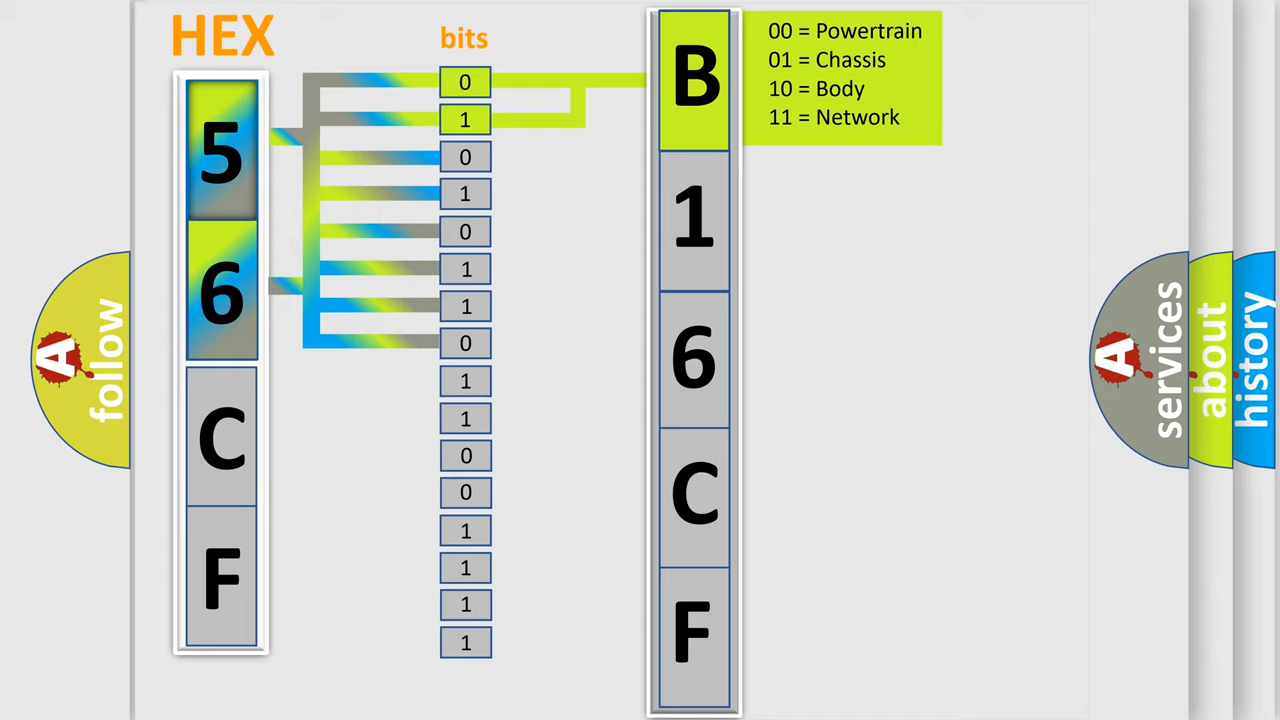 HEX
bits
5
6
C
F
0
1
0
1
0
1
1
0
1
1
0
0
1
1
1
1
B
1
6
C
F
00 = Powertrain
01 = Chassis
10 = Body
11 = Network
A
follow
A
services
about
history